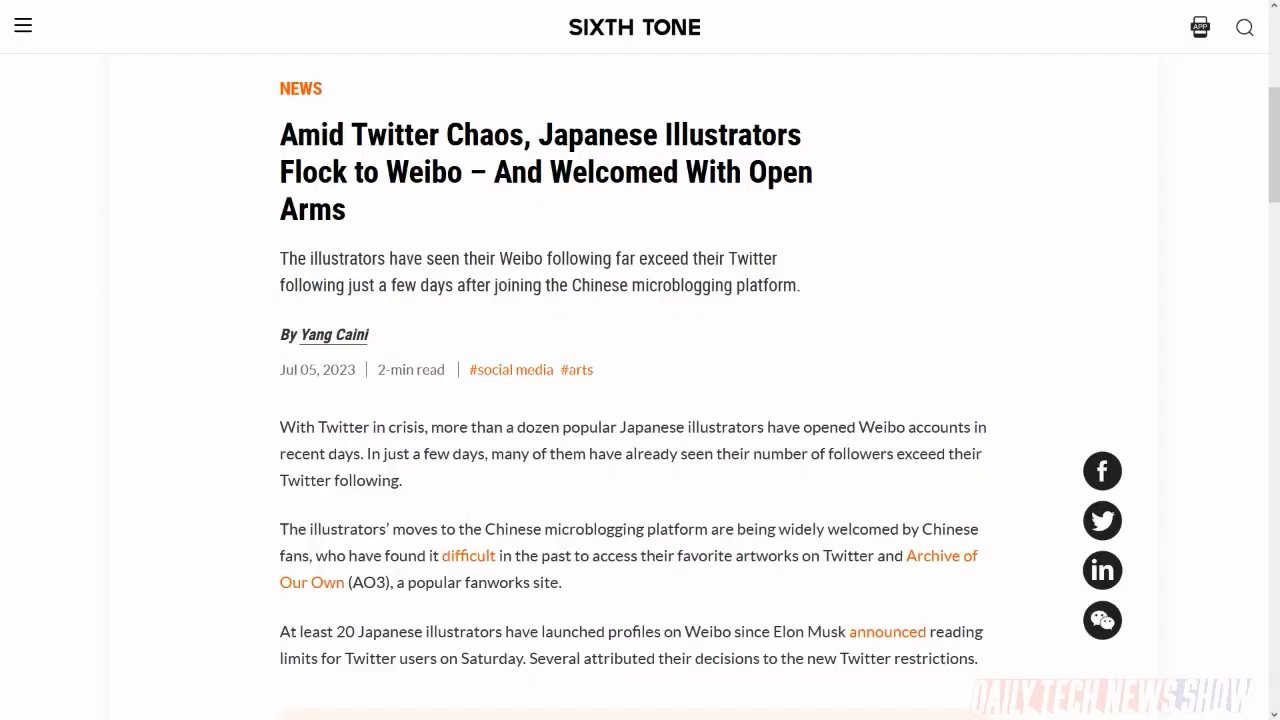 SIXTH TONE
APP
NEWS
Amid Twitter Chaos, Japanese Illustrators
Flock to Weibo – And Welcomed With Open
Arms
The illustrators have seen their Weibo following far exceed their Twitter
following just a few days after joining the Chinese microblogging platform.
By Yang Caini
Jul 05, 2023 | 2-min read | #social media #arts
With Twitter in crisis, more than a dozen popular Japanese illustrators have opened Weibo accounts in
recent days. In just a few days, many of them have already seen their number of followers exceed their
Twitter following.
The illustrators’ moves to the Chinese microblogging platform are being widely welcomed by Chinese
fans, who have found it difficult in the past to access their favorite artworks on Twitter and Archive of
Our Own (AO3), a popular fanworks site.
At least 20 Japanese illustrators have launched profiles on Weibo since Elon Musk announced reading
limits for Twitter users on Saturday. Several attributed their decisions to the new Twitter restrictions.
DAILY TECH NEWS SHOW